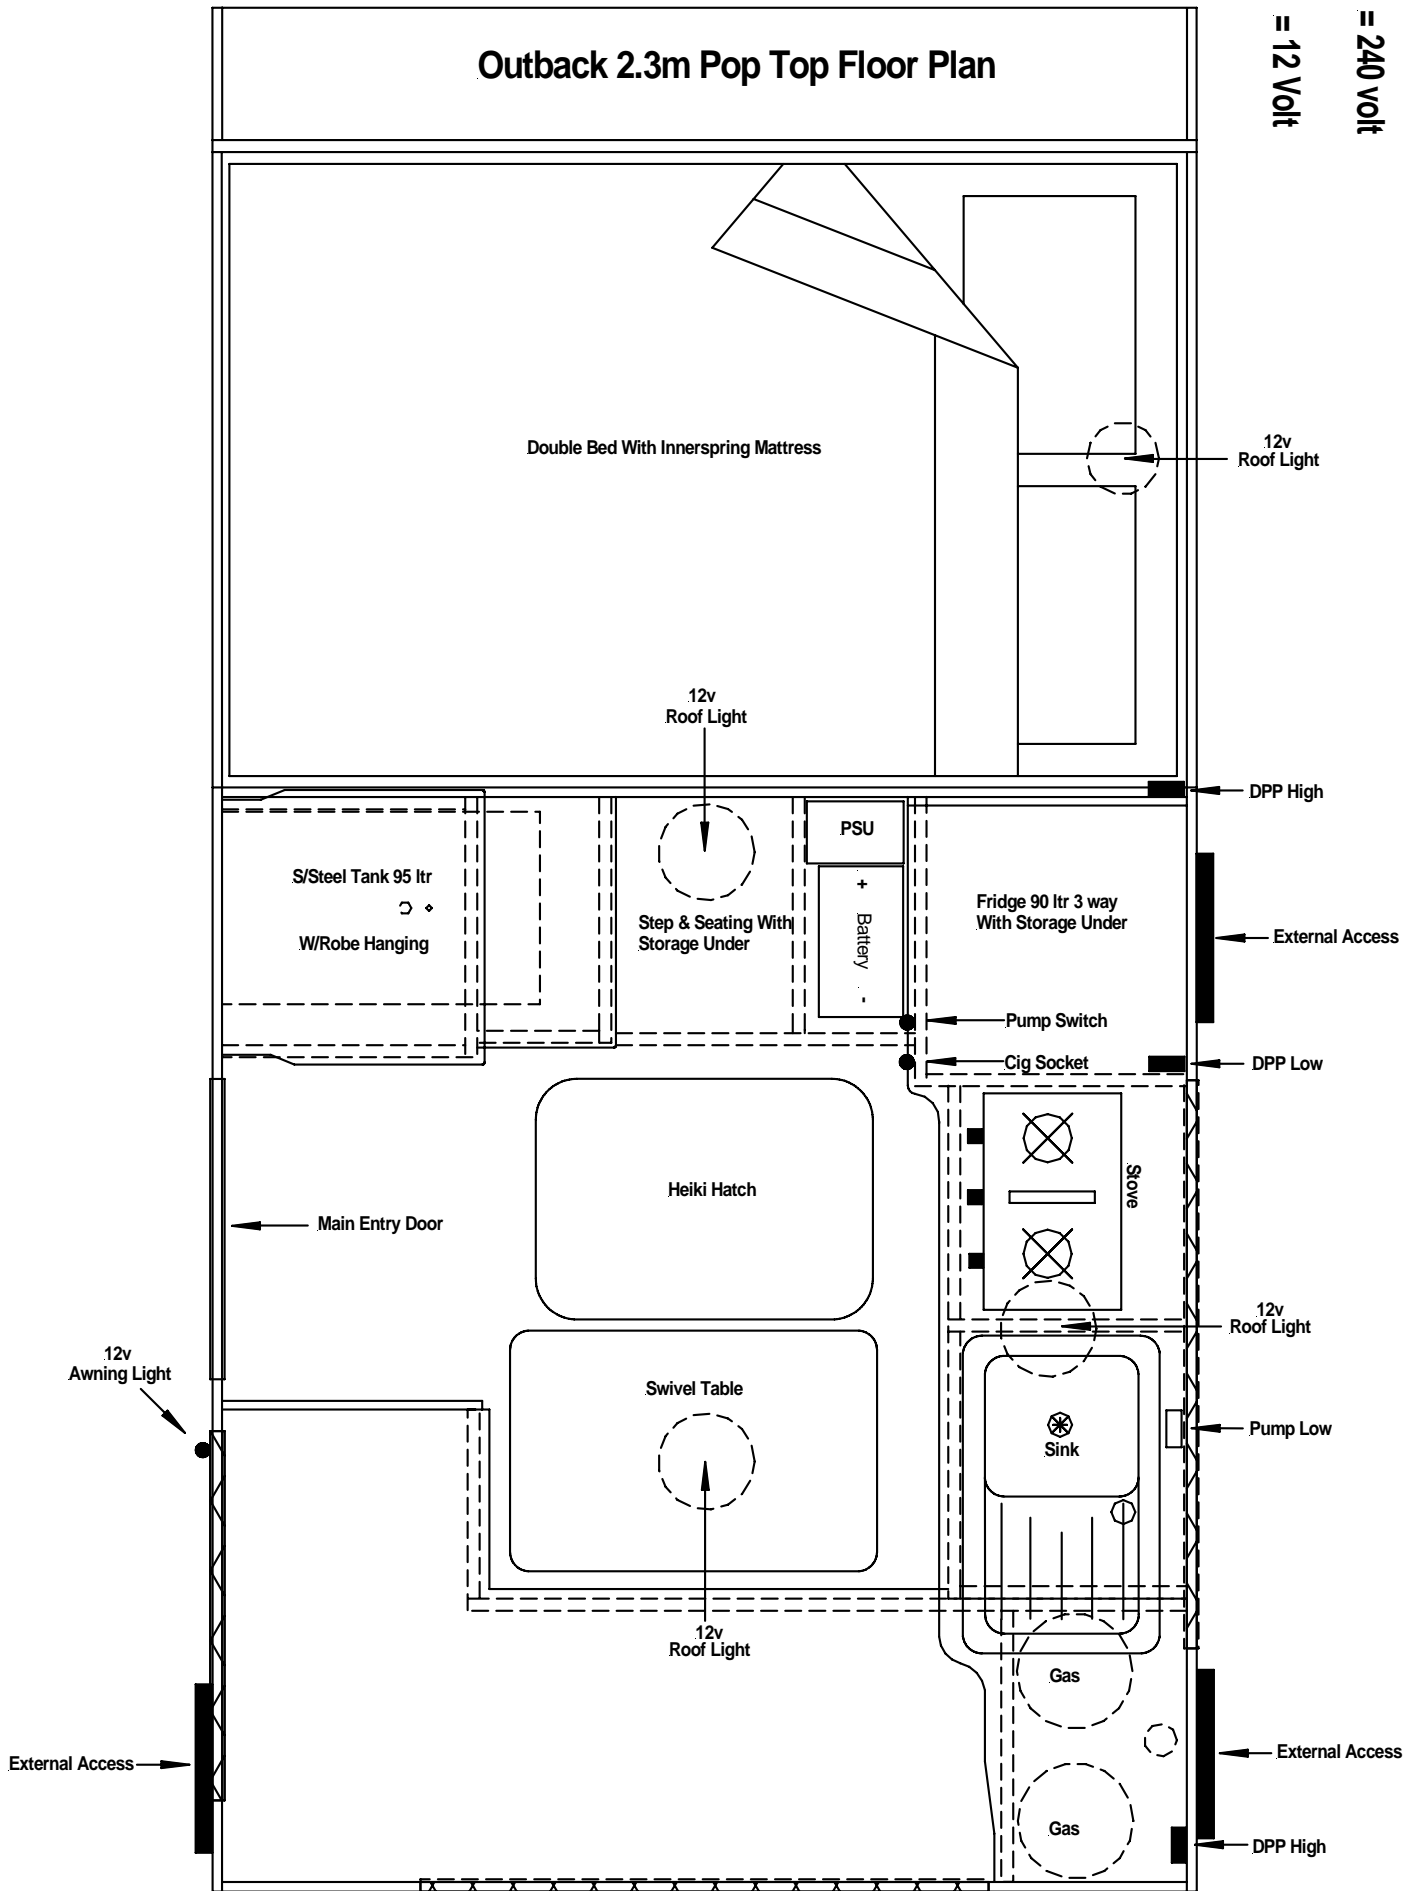 Outback 2.3m Pop Top Floor Plan
= 240 volt
= 12 Volt
Double Bed With Innerspring Mattress
12v
Roof Light
12v
Roof Light
DPP High
PSU
S/Steel Tank 95 ltr
W/Robe Hanging
Step & Seating With
Storage Under
+ Battery -
Fridge 90 ltr 3 way
With Storage Under
External Access
Pump Switch
Cig Socket
DPP Low
Heiki Hatch
Stove
Main Entry Door
12v
Roof Light
12v
Awning Light
Swivel Table
Sink
Pump Low
12v
Roof Light
Gas
External Access
External Access
Gas
DPP High